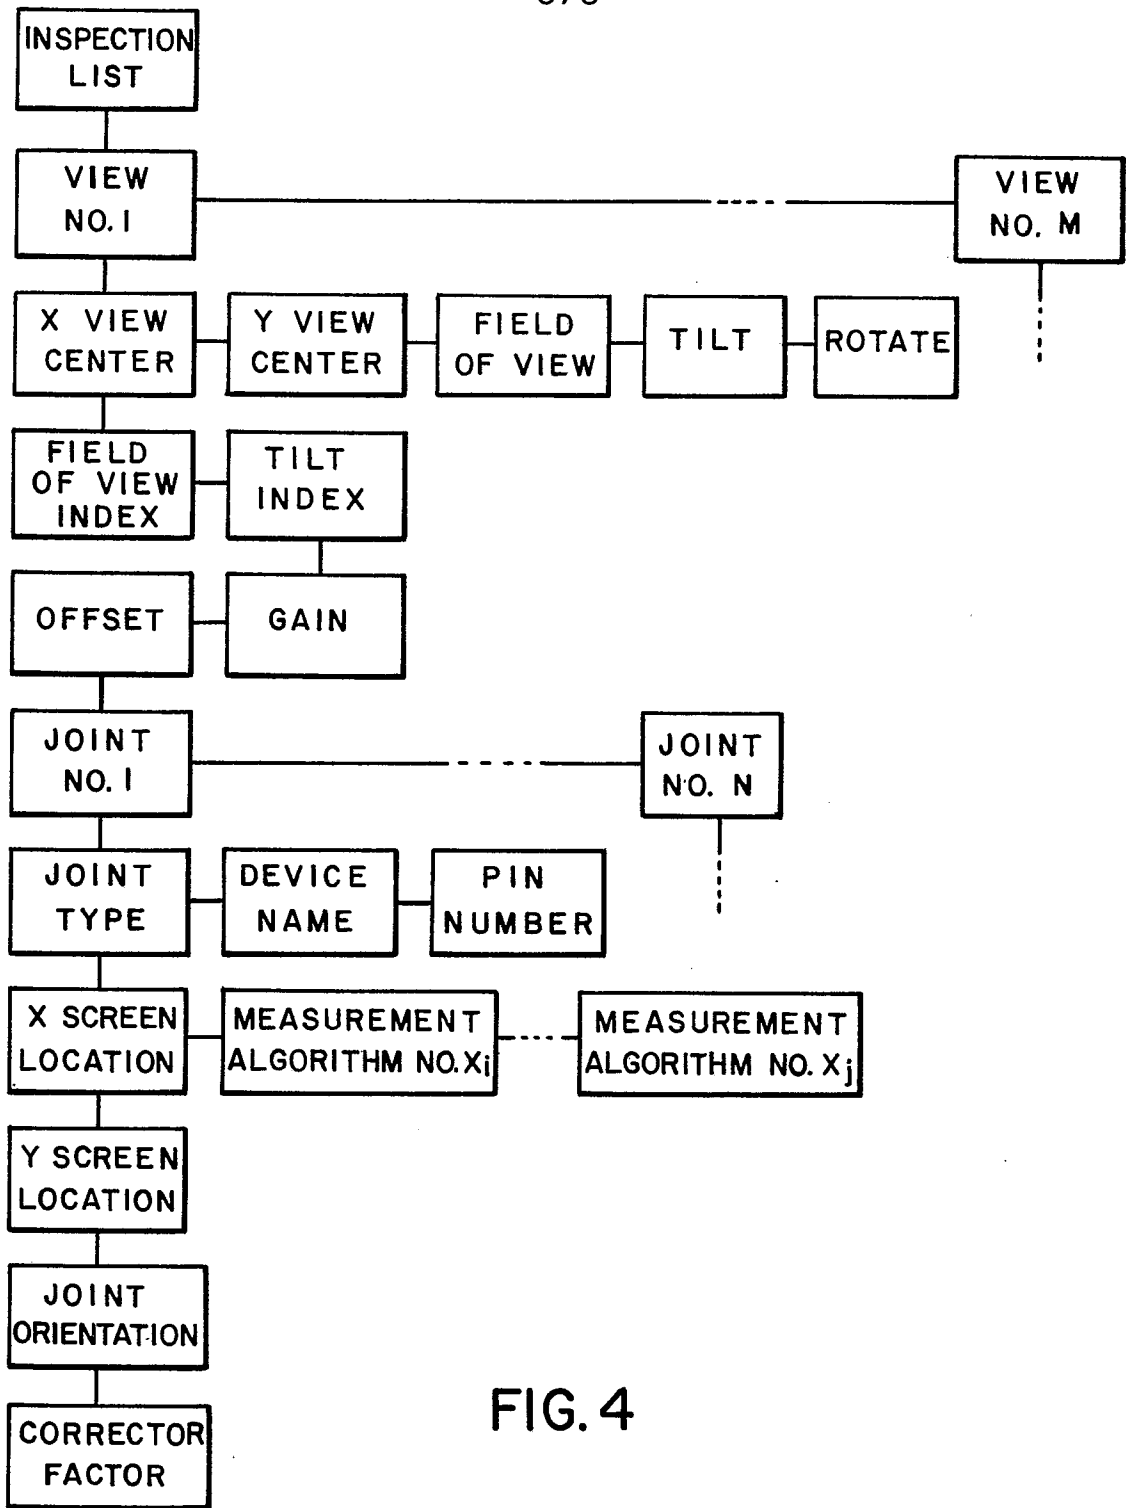 INSPECTION
LIST
VIEW
NO. 1
VIEW
NO. M
X VIEW
CENTER
Y VIEW
CENTER
FIELD
OF VIEW
TILT
ROTATE
FIELD
OF VIEW
INDEX
TILT
INDEX
OFFSET
GAIN
JOINT
NO. 1
JOINT
NO. N
JOINT
TYPE
DEVICE
NAME
PIN
NUMBER
X SCREEN
LOCATION
MEASUREMENT
ALGORITHM NO. Xi
MEASUREMENT
ALGORITHM NO. Xj
Y SCREEN
LOCATION
JOINT
ORIENTATION
CORRECTOR
FACTOR
FIG. 4